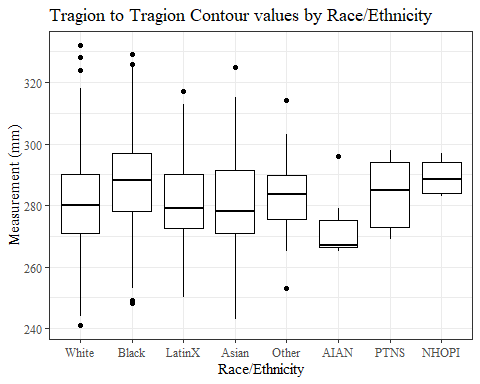 Tragion to Tragion Contour values by Race/Ethnicity
Measurement (mm)
320
300
280
260
240
White Black LatinX Asian Other AIAN PTNS NHOPI
Race/Ethnicity